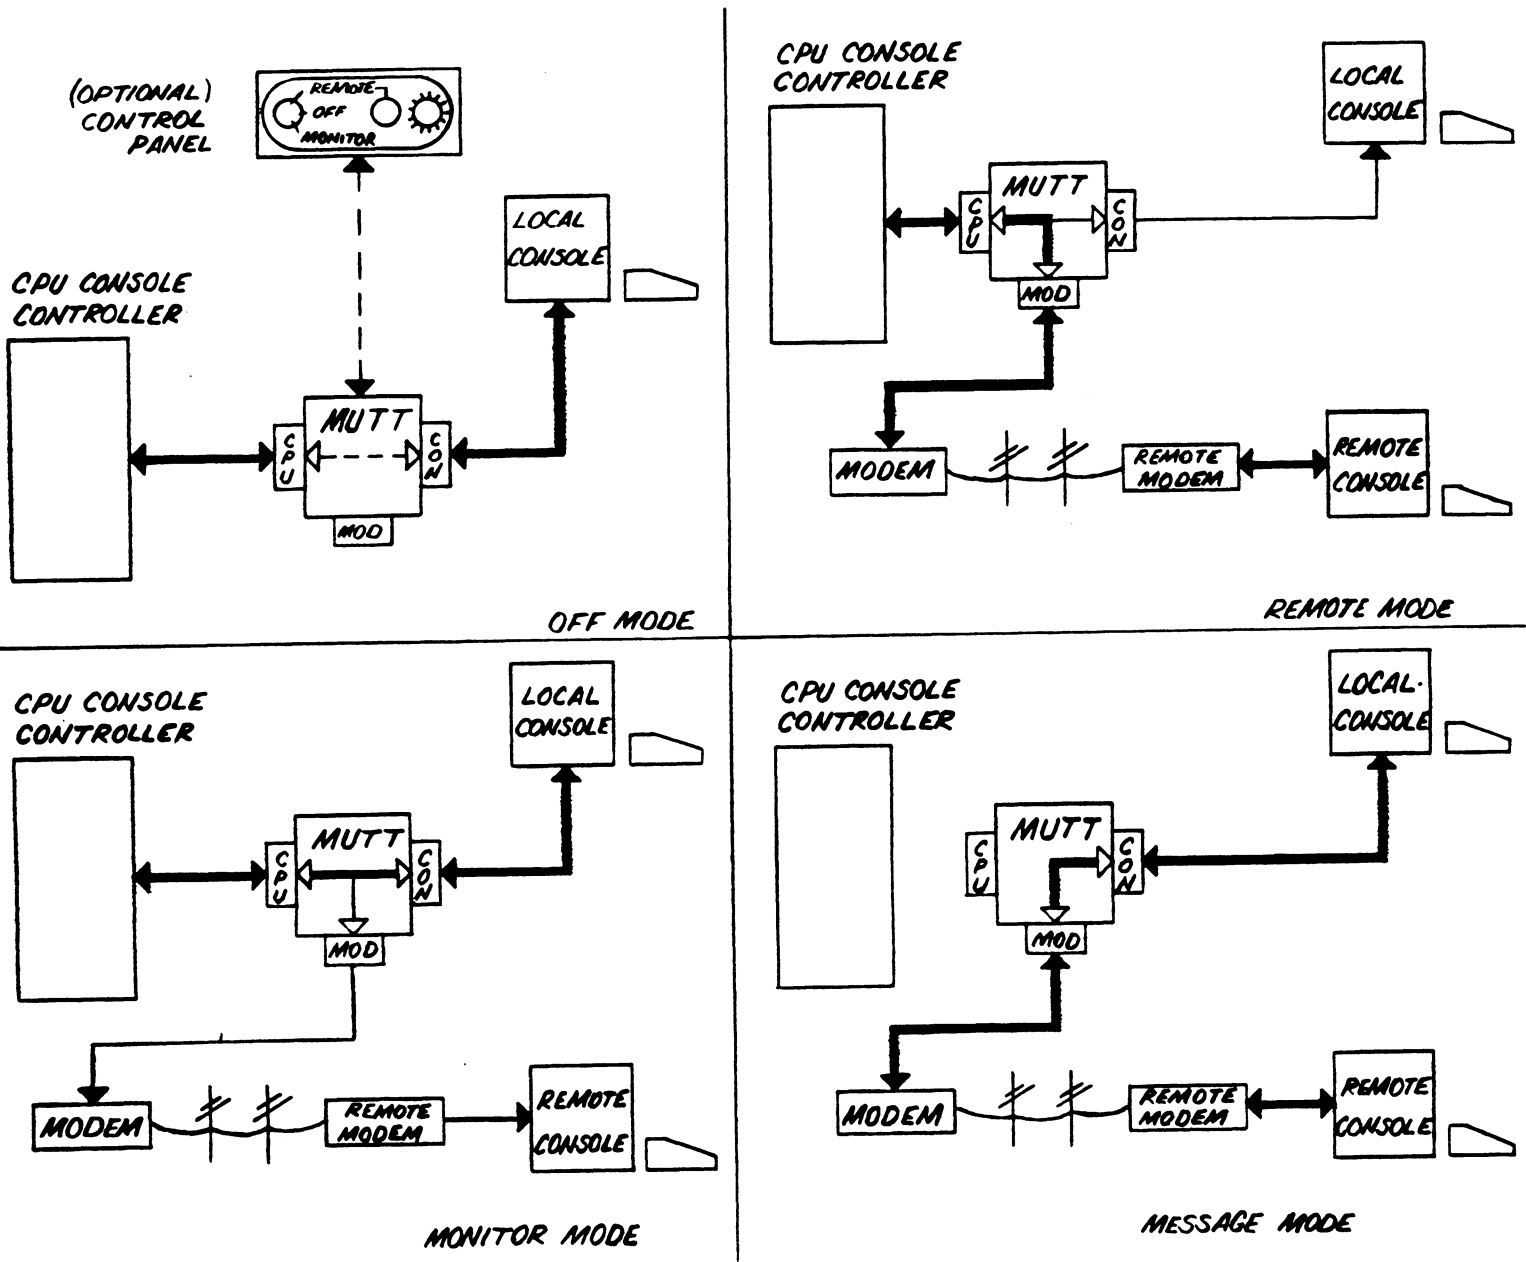 (OPTIONAL)
CONTROL
PANEL
REMOTE
OFF
MONITOR
LOCAL
CONSOLE
CPU CONSOLE
CONTROLLER
MUTT
CPU
CON
MOD
OFF MODE
CPU CONSOLE
CONTROLLER
LOCAL
CONSOLE
MUTT
CPU
CON
MOD
MODEM
REMOTE
MODEM
REMOTE
CONSOLE
REMOTE MODE
CPU CONSOLE
CONTROLLER
LOCAL
CONSOLE
MUTT
CPU
CON
MOD
MODEM
REMOTE
MODEM
REMOTE
CONSOLE
MONITOR MODE
CPU CONSOLE
CONTROLLER
LOCAL
CONSOLE
MUTT
CPU
CON
MOD
MODEM
REMOTE
MODEM
REMOTE
CONSOLE
MESSAGE MODE